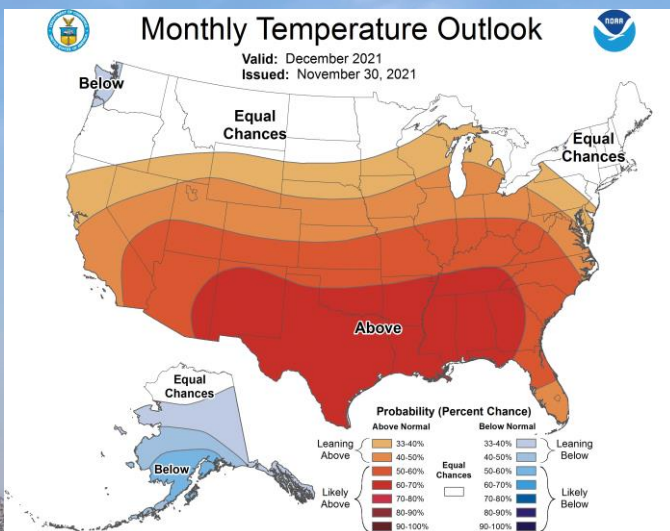 Monthly Temperature Outlook
NOAA
Valid: December 2021
Issued: November 30, 2021
Below
Equal
Chances
Equal
Chances
Above
Equal
Chances
Below
Probability (Percent Chance)
Above Normal
Below Normal
Leaning
Above
Likely
Above
33-40%
40-50%
50-60%
60-70%
70-80%
80-90%
90-100%
Equal
Chances
33-40%
40-50%
50-60%
60-70%
70-80%
80-90%
90-100%
Leaning
Below
Likely
Below